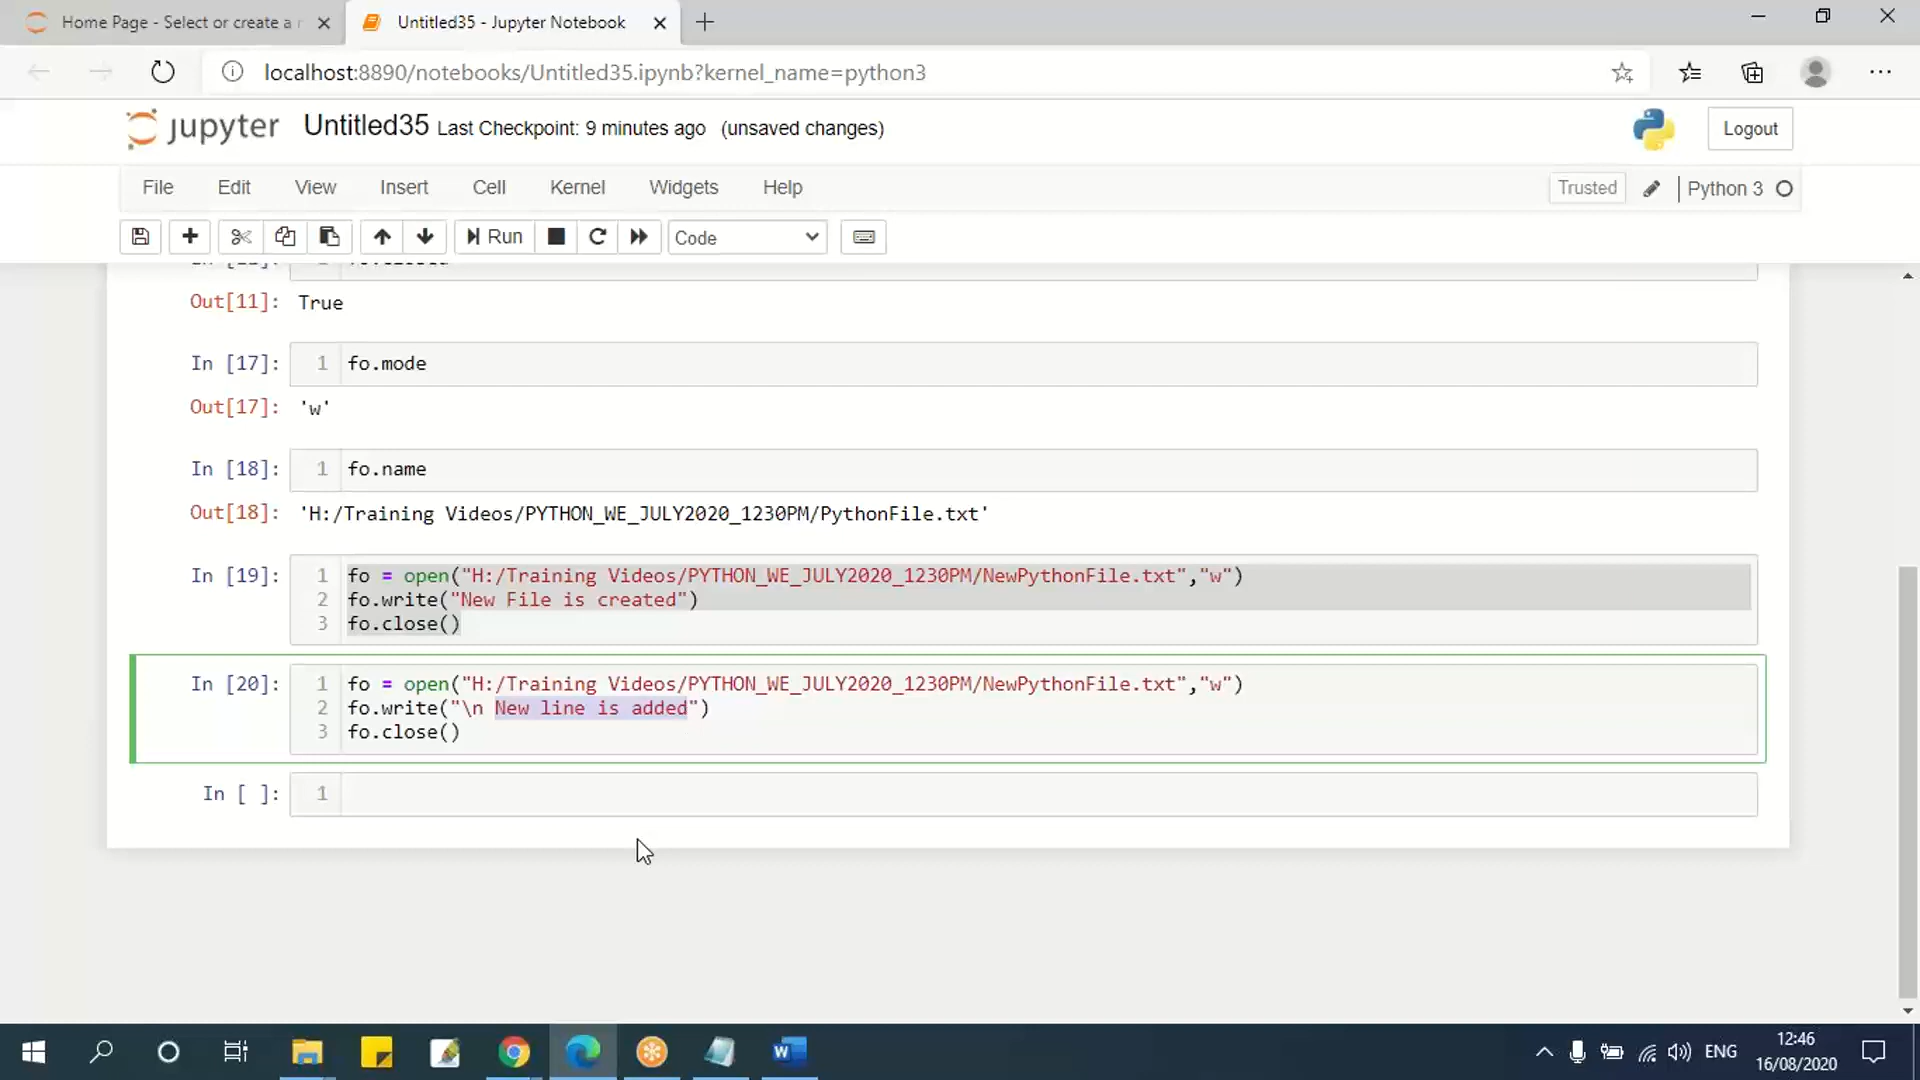 Home Page - Select or create a n
Untitled35 - Jupyter Notebook
localhost:8890/notebooks/Untitled35.ipynb?kernel_name=python3
jupyter Untitled35 Last Checkpoint: 9 minutes ago (unsaved changes)
Logout
File Edit View Insert Cell Kernel Widgets Help
Trusted Python 3
Run Code
Out[11]: True
In [17]: 1 fo.mode
Out[17]: 'w'
In [18]: 1 fo.name
Out[18]: 'H:/Training Videos/PYTHON_WE_JULY2020_1230PM/PythonFile.txt'
In [19]: 1 fo = open("H:/Training Videos/PYTHON_WE_JULY2020_1230PM/NewPythonFile.txt","w")
2 fo.write("New File is created")
3 fo.close()
In [20]: 1 fo = open("H:/Training Videos/PYTHON_WE_JULY2020_1230PM/NewPythonFile.txt","w")
2 fo.write("\n New line is added")
3 fo.close()
In [ ]: 1
ENG
12:46
16/08/2020